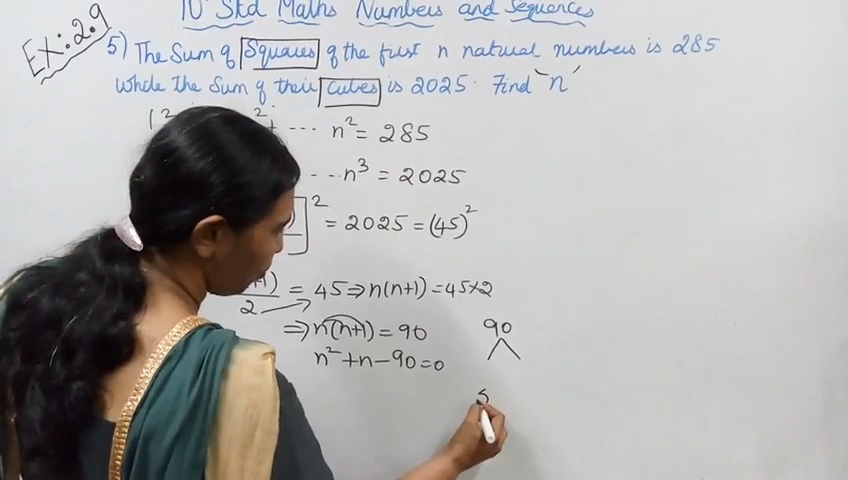 10 Std Maths Numbers and Sequences
Ex: 2.9
5) The Sum of Squares of the first n natural numbers is 285
while the Sum of their Cubes is 2025. Find 'n'
1² 2+ ... n² = 285
...n³ = 2025
]² = 2025 = (45)²
+1)/2 = 45 ⇒ n(n+1) = 45×2
⇒ n(n+1) = 90
90
n²+n-90=0